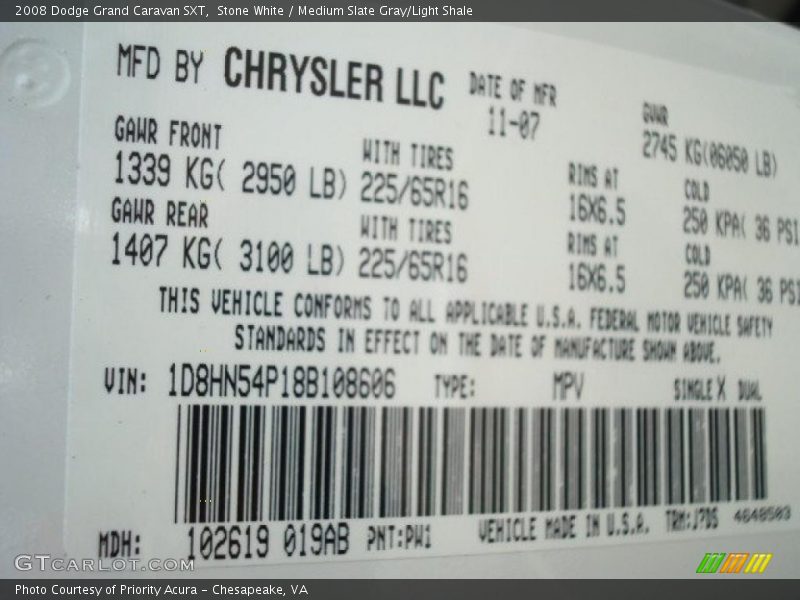 2008 Dodge Grand Caravan SXT,  Stone White / Medium Slate Gray/Light Shale
MFD BY CHRYSLER LLC DATE OF MFR GVWR
11-07 2745 KG(06050 LB)
GAWR FRONT WITH TIRES RIMS AT COLD
1339 KG( 2950 LB) 225/65R16 16X6.5 250 KPA( 36 PSI
GAWR REAR WITH TIRES RIMS AT COLD
1407 KG( 3100 LB) 225/65R16 16X6.5 250 KPA( 36 PSI
THIS VEHICLE CONFORMS TO ALL APPLICABLE U.S.A. FEDERAL MOTOR VEHICLE SAFETY
STANDARDS IN EFFECT ON THE DATE OF MANUFACTURE SHOWN ABOVE.
VIN: 1D8HN54P18B108606 TYPE: MPV SINGLE X DUAL
MDH: 102619 019AB PNT:PW1 VEHICLE MADE IN U.S.A. TRM:J7D5 4648503
GTCARLOT.COM
Photo Courtesy of Priority Acura – Chesapeake, VA